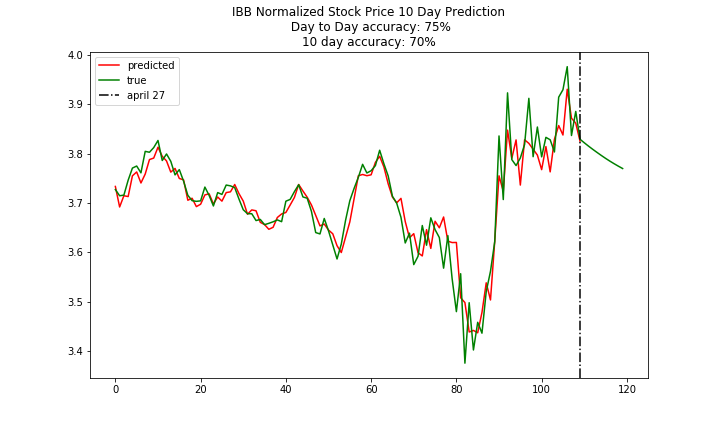 IBB Normalized Stock Price 10 Day Prediction
Day to Day accuracy: 75%
10 day accuracy: 70%
predicted
true
april 27
4.0
3.9
3.8
3.7
3.6
3.5
3.4
0
20
40
60
80
100
120